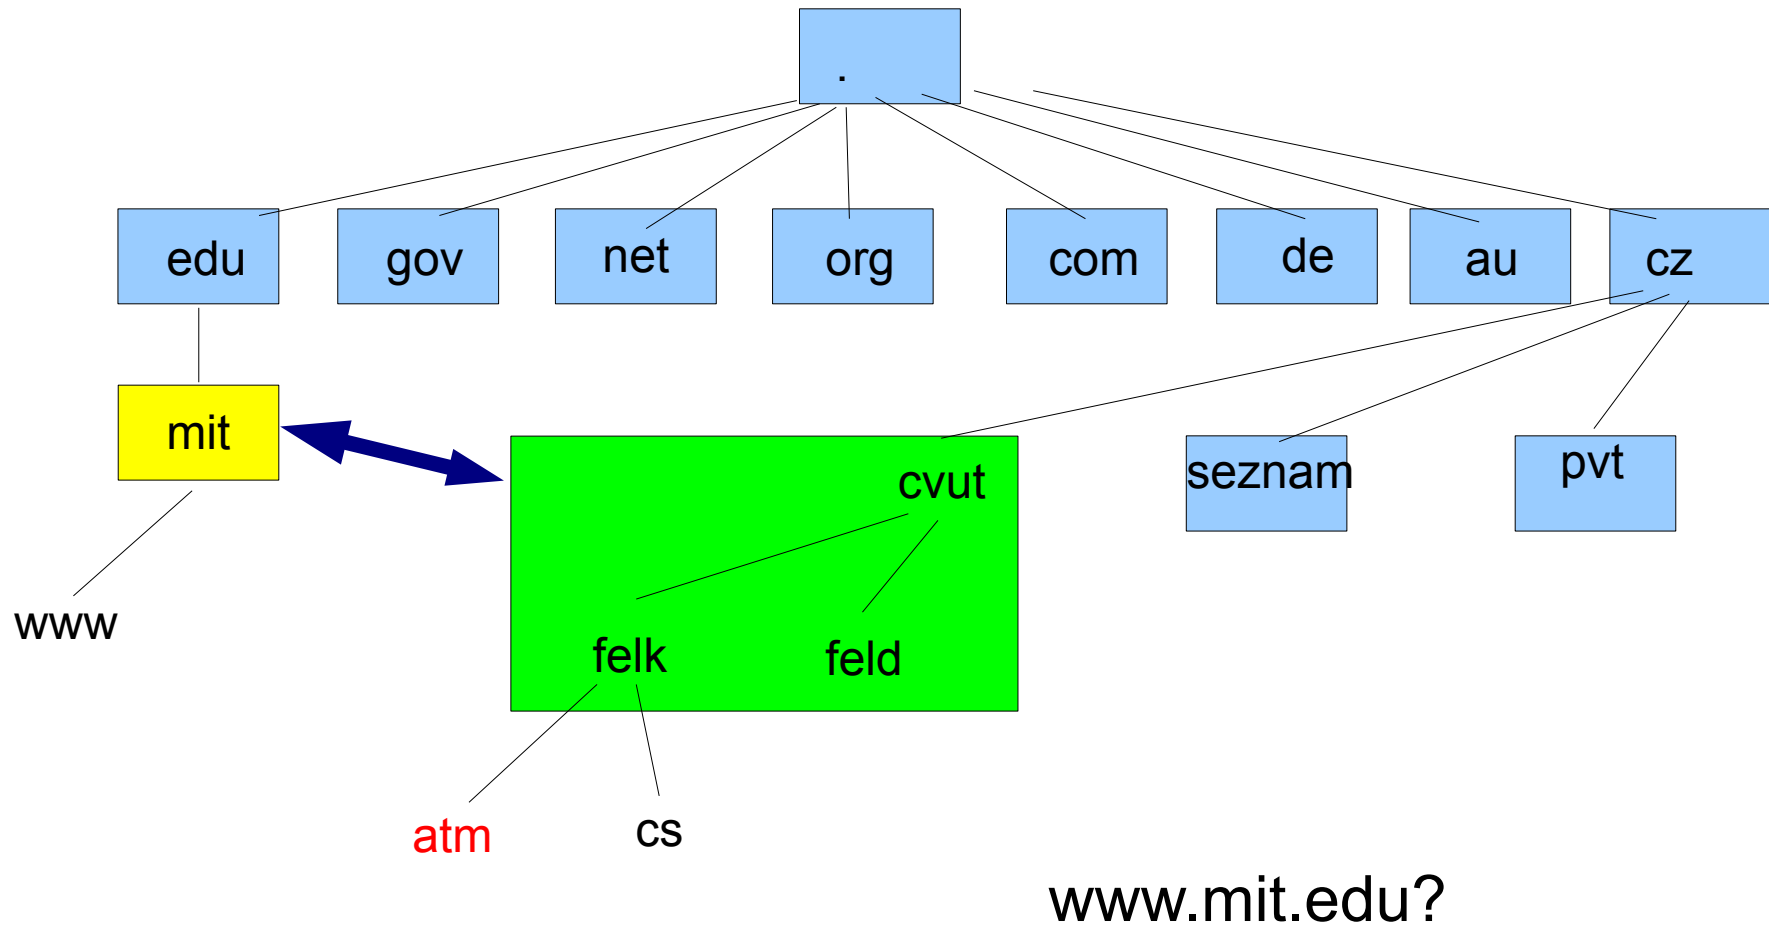 .
edu
gov
net
org
com
de
au
cz
mit
cvut
seznam
pvt
www
felk
feld
atm
cs
www.mit.edu?